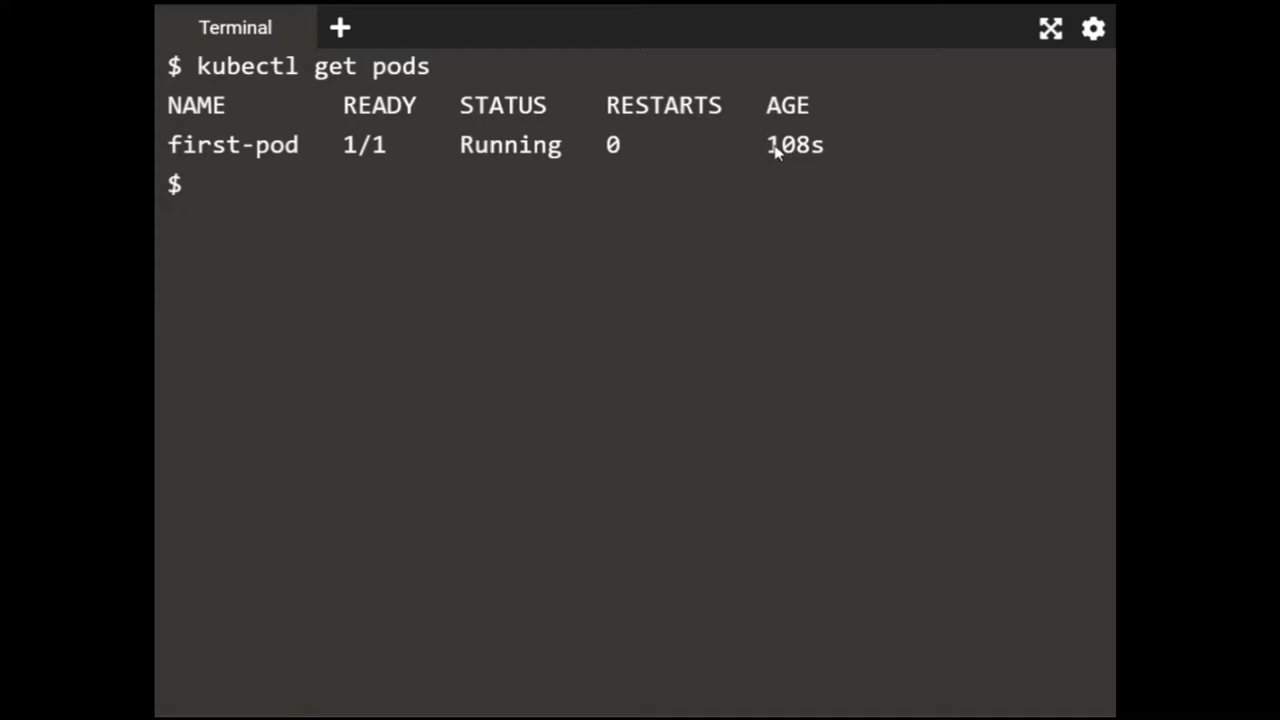 Terminal
$ kubectl get pods
NAME READY STATUS RESTARTS AGE
first-pod 1/1 Running 0 108s
$